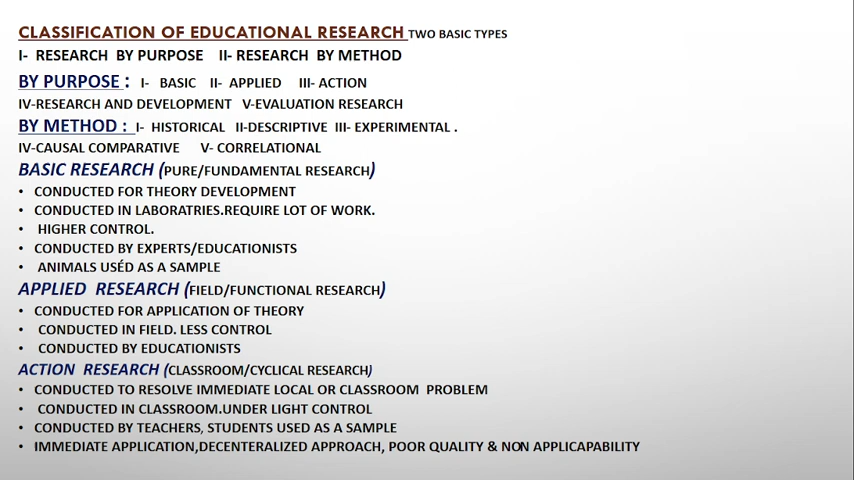 CLASSIFICATION OF EDUCATIONAL RESEARCH TWO BASIC TYPES
I- RESEARCH BY PURPOSE II- RESEARCH BY METHOD
BY PURPOSE : I- BASIC II- APPLIED III- ACTION
IV-RESEARCH AND DEVELOPMENT V-EVALUATION RESEARCH
BY METHOD : I- HISTORICAL II-DESCRIPTIVE III- EXPERIMENTAL .
IV-CAUSAL COMPARATIVE V- CORRELATIONAL
BASIC RESEARCH (PURE/FUNDAMENTAL RESEARCH)
• CONDUCTED FOR THEORY DEVELOPMENT
• CONDUCTED IN LABORATRIES.REQUIRE LOT OF WORK.
• HIGHER CONTROL.
• CONDUCTED BY EXPERTS/EDUCATIONISTS
• ANIMALS USED AS A SAMPLE
APPLIED RESEARCH (FIELD/FUNCTIONAL RESEARCH)
• CONDUCTED FOR APPLICATION OF THEORY
• CONDUCTED IN FIELD. LESS CONTROL
• CONDUCTED BY EDUCATIONISTS
ACTION RESEARCH (CLASSROOM/CYCLICAL RESEARCH)
• CONDUCTED TO RESOLVE IMMEDIATE LOCAL OR CLASSROOM PROBLEM
• CONDUCTED IN CLASSROOM.UNDER LIGHT CONTROL
• CONDUCTED BY TEACHERS, STUDENTS USED AS A SAMPLE
• IMMEDIATE APPLICATION,DECENTERALIZED APPROACH, POOR QUALITY & NON APPLICAPABILITY